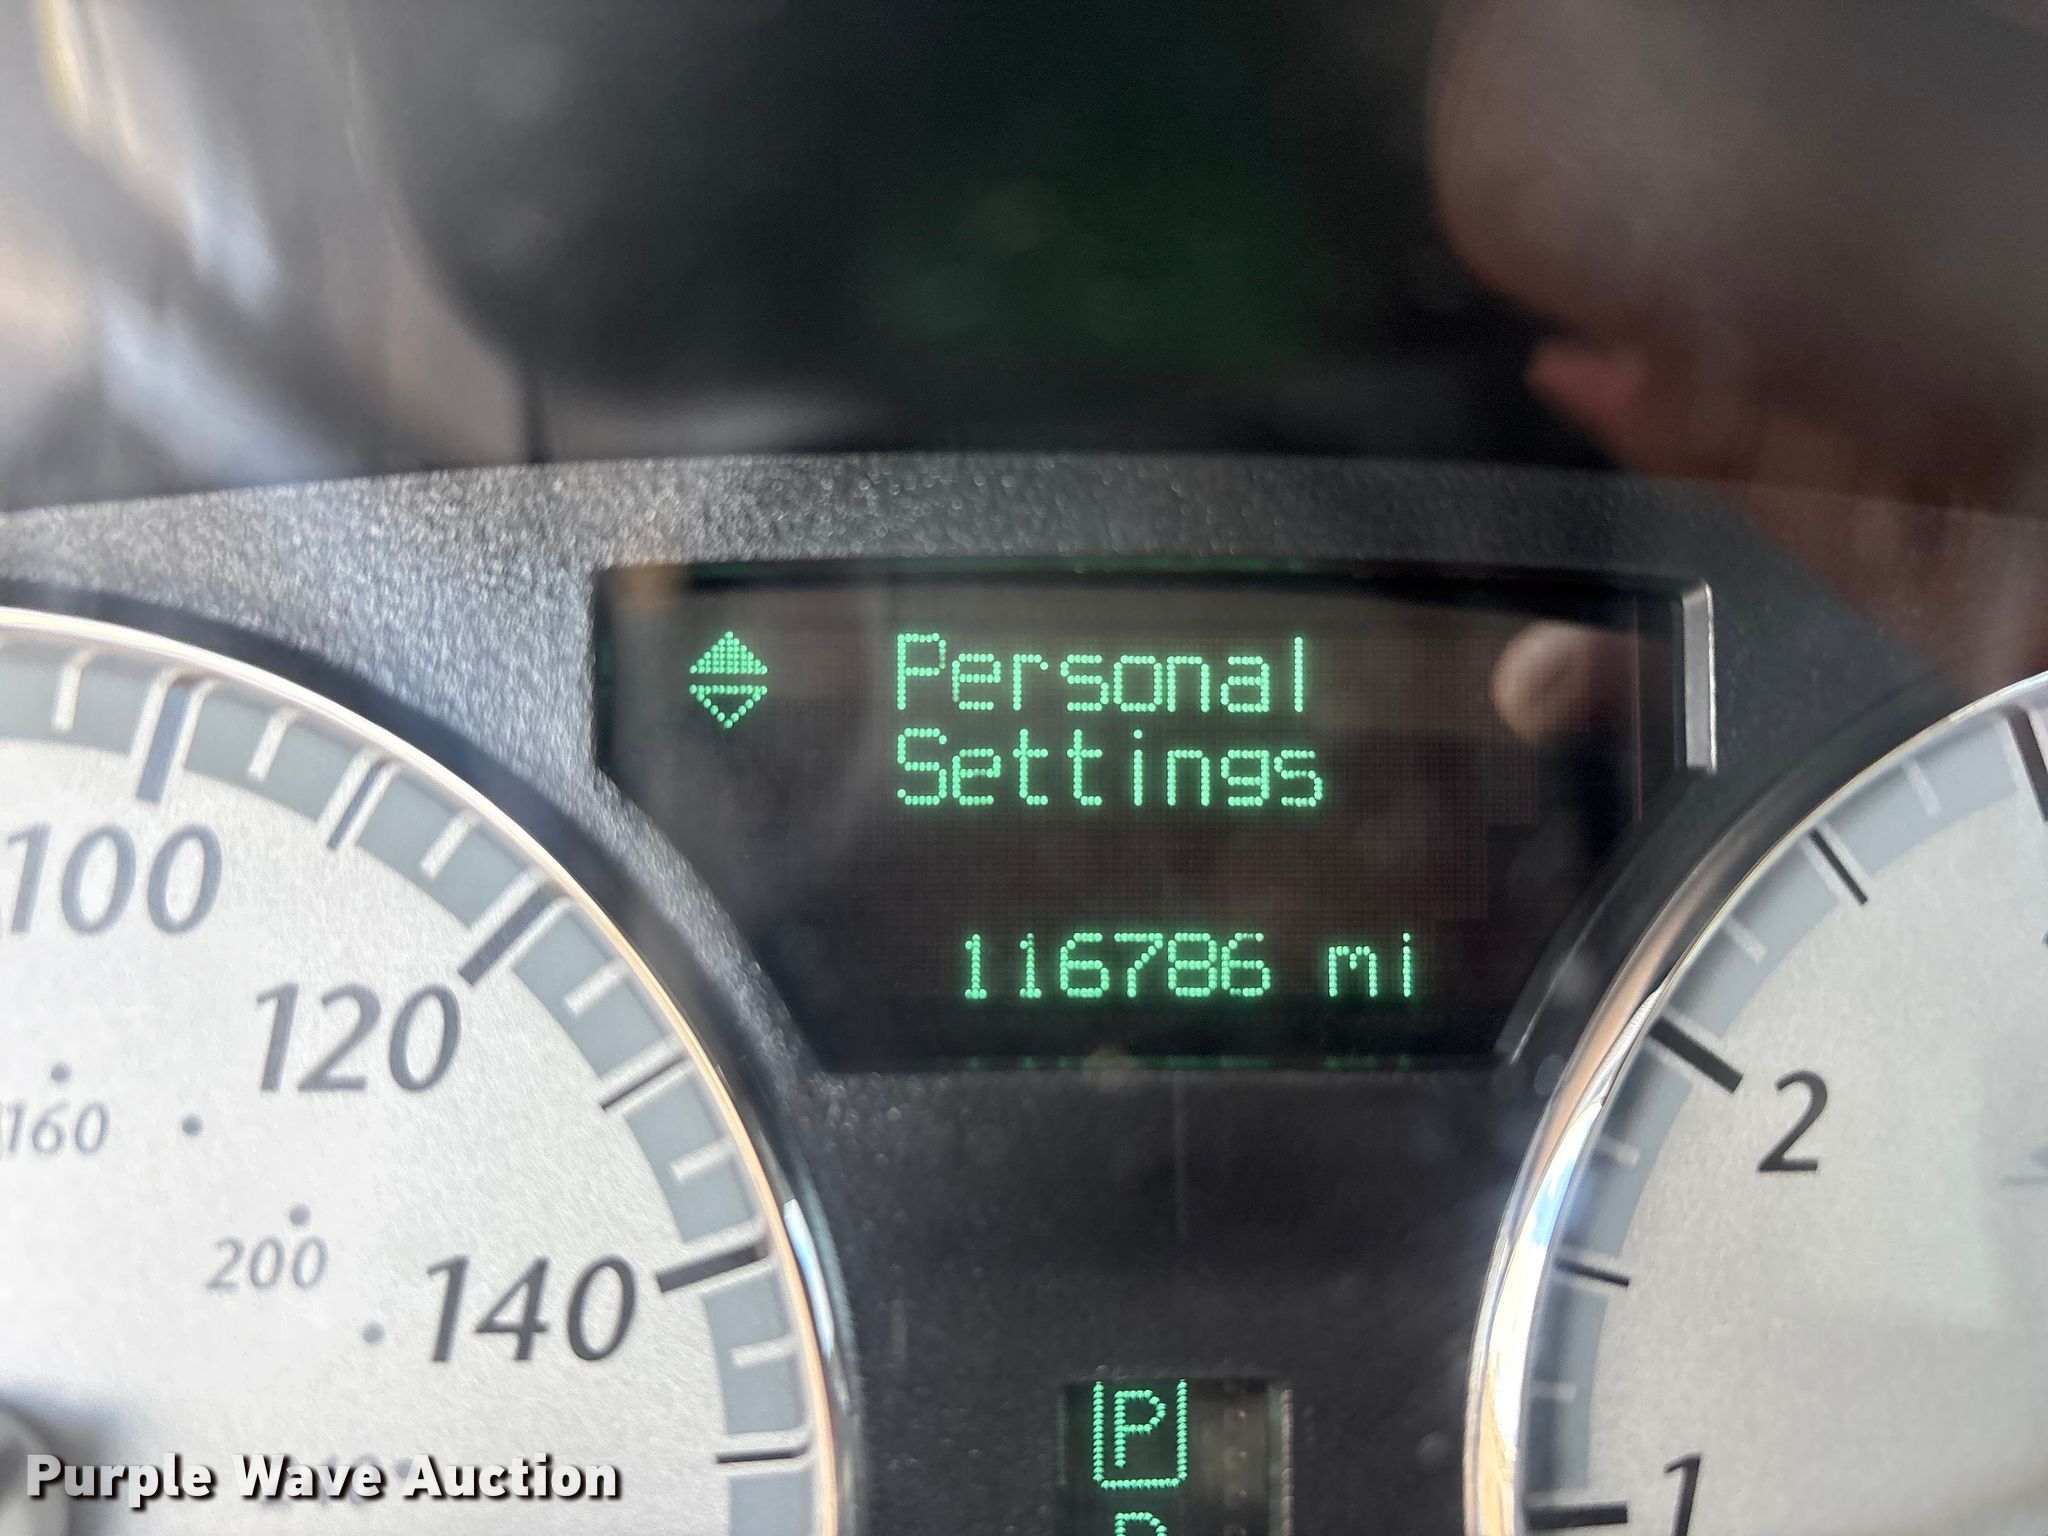 Personal
Settings
116786 mi
100
120
160
200
140
2
1
P
Purple Wave Auction